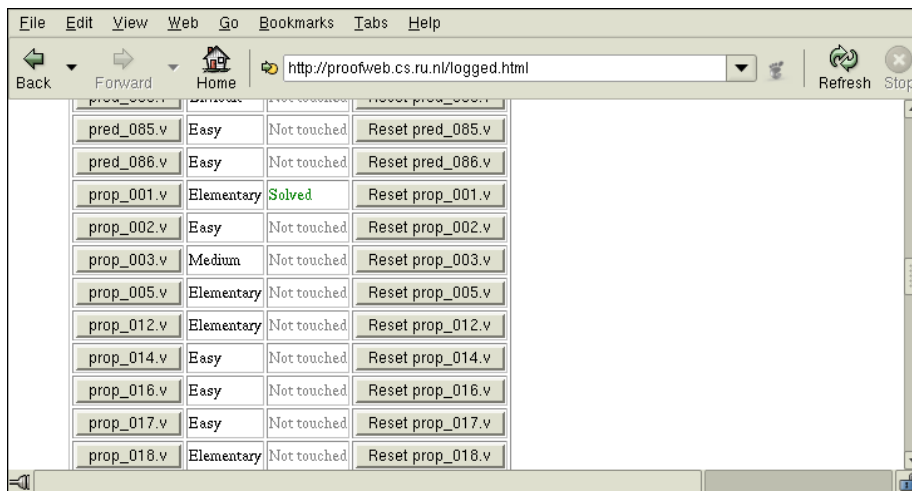 File Edit View Web Go Bookmarks Tabs Help
Back Forward Home http://proofweb.cs.ru.nl/logged.html Refresh Stop
pred_085.v Easy Not touched Reset pred_085.v
pred_086.v Easy Not touched Reset pred_086.v
prop_001.v Elementary Solved Reset prop_001.v
prop_002.v Easy Not touched Reset prop_002.v
prop_003.v Medium Not touched Reset prop_003.v
prop_005.v Elementary Not touched Reset prop_005.v
prop_012.v Elementary Not touched Reset prop_012.v
prop_014.v Easy Not touched Reset prop_014.v
prop_016.v Easy Not touched Reset prop_016.v
prop_017.v Easy Not touched Reset prop_017.v
prop_018.v Elementary Not touched Reset prop_018.v